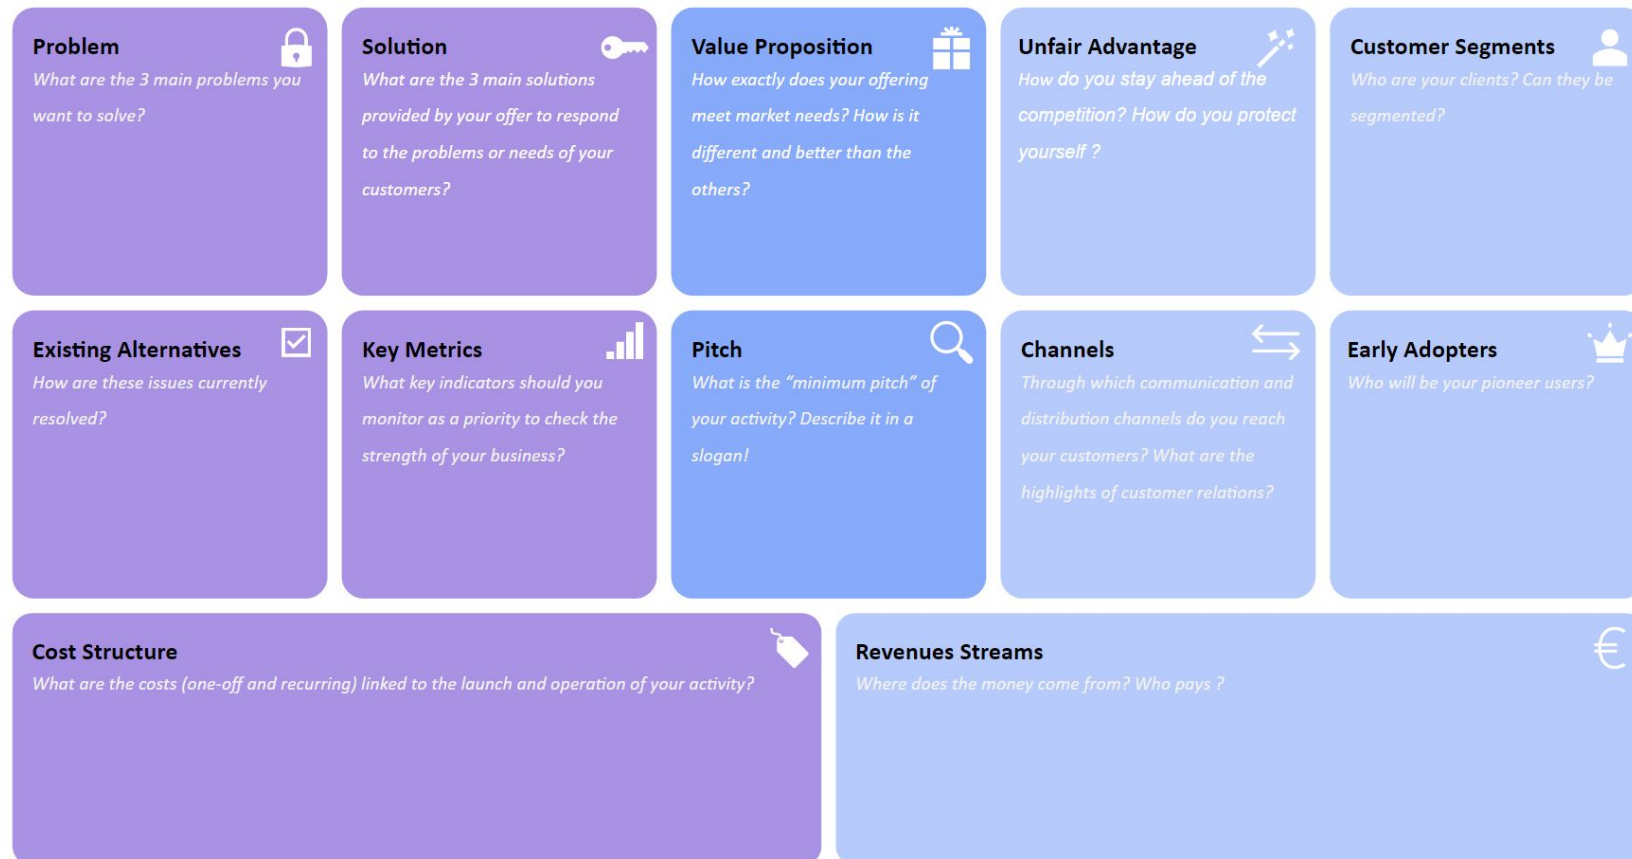 Problem
What are the 3 main problems you
want to solve?
Solution
What are the 3 main solutions
provided by your offer to respond
to the problems or needs of your
customers?
Value Proposition
How exactly does your offering
meet market needs? How is it
different and better than the
others?
Unfair Advantage
How do you stay ahead of the
competition? How do you protect
yourself ?
Customer Segments
Who are your clients? Can they be
segmented?
Existing Alternatives
How are these issues currently
resolved?
Key Metrics
What key indicators should you
monitor as a priority to check the
strength of your business?
Pitch
What is the “minimum pitch” of
your activity? Describe it in a
slogan!
Channels
Through which communication and
distribution channels do you reach
your customers? What are the
highlights of customer relations?
Early Adopters
Who will be your pioneer users?
Cost Structure
What are the costs (one-off and recurring) linked to the launch and operation of your activity?
Revenues Streams
Where does the money come from? Who pays ?
€